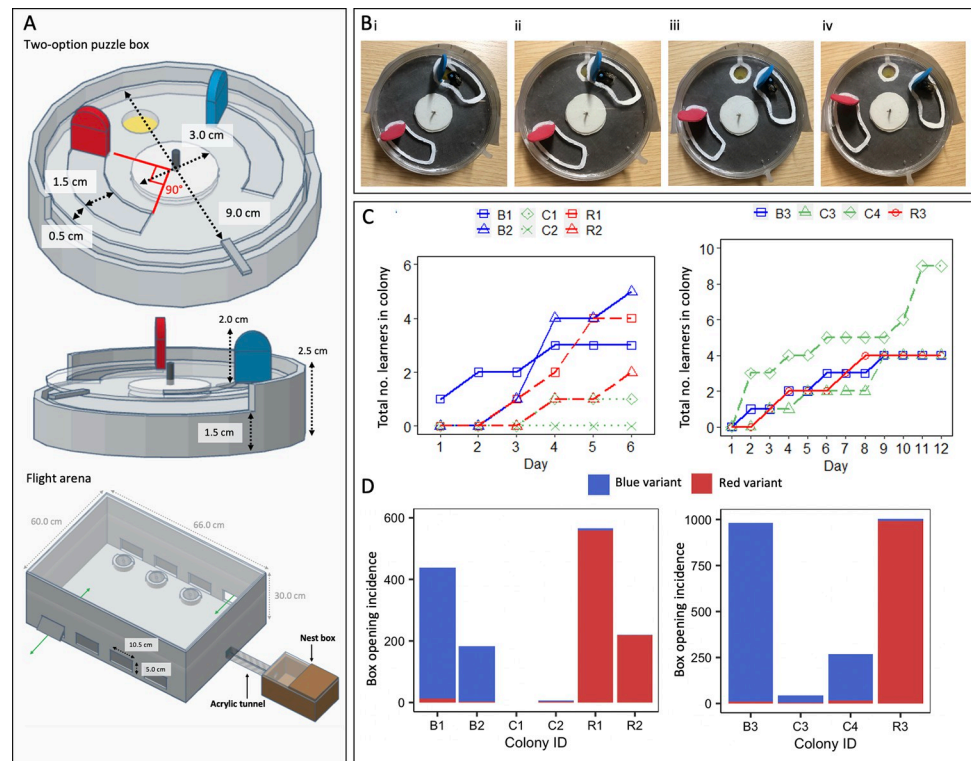 A
Two-option puzzle box
3.0 cm
1.5 cm
90°
9.0 cm
0.5 cm
2.0 cm
2.5 cm
1.5 cm
Flight arena
60.0 cm
66.0 cm
30.0 cm
10.5 cm
5.0 cm
Nest box
Acrylic tunnel
B
i ii iii iv
C
B1 C1 R1
B2 C2 R2
Total no. learners in colony
6
4
2
0
1 2 3 4 5 6
Day
B3 C3 C4 R3
Total no. learners in colony
10
8
6
4
2
0
1 2 3 4 5 6 7 8 9 10 11 12
Day
D
Blue variant Red variant
Box opening incidence
600
400
200
0
B1 B2 C1 C2 R1 R2
Colony ID
Box opening incidence
1000
750
500
250
0
B3 C3 C4 R3
Colony ID